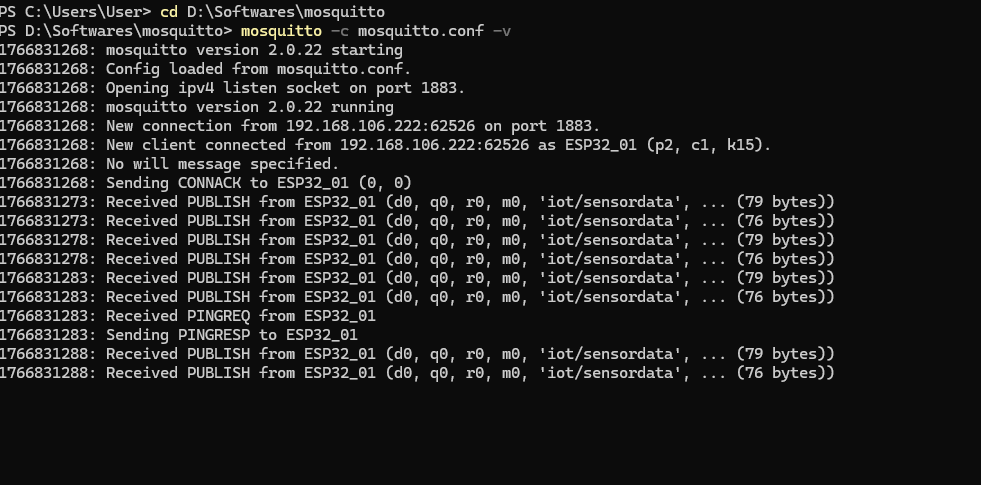 PS C:\Users\User> cd D:\Softwares\mosquitto
PS D:\Softwares\mosquitto> mosquitto -c mosquitto.conf -v
1766831268: mosquitto version 2.0.22 starting
1766831268: Config loaded from mosquitto.conf.
1766831268: Opening ipv4 listen socket on port 1883.
1766831268: mosquitto version 2.0.22 running
1766831268: New connection from 192.168.106.222:62526 on port 1883.
1766831268: New client connected from 192.168.106.222:62526 as ESP32_01 (p2, c1, k15).
1766831268: No will message specified.
1766831268: Sending CONNACK to ESP32_01 (0, 0)
1766831273: Received PUBLISH from ESP32_01 (d0, q0, r0, m0, 'iot/sensordata', ... (79 bytes))
1766831273: Received PUBLISH from ESP32_01 (d0, q0, r0, m0, 'iot/sensordata', ... (76 bytes))
1766831278: Received PUBLISH from ESP32_01 (d0, q0, r0, m0, 'iot/sensordata', ... (79 bytes))
1766831278: Received PUBLISH from ESP32_01 (d0, q0, r0, m0, 'iot/sensordata', ... (76 bytes))
1766831283: Received PUBLISH from ESP32_01 (d0, q0, r0, m0, 'iot/sensordata', ... (79 bytes))
1766831283: Received PUBLISH from ESP32_01 (d0, q0, r0, m0, 'iot/sensordata', ... (76 bytes))
1766831283: Received PINGREQ from ESP32_01
1766831283: Sending PINGRESP to ESP32_01
1766831288: Received PUBLISH from ESP32_01 (d0, q0, r0, m0, 'iot/sensordata', ... (79 bytes))
1766831288: Received PUBLISH from ESP32_01 (d0, q0, r0, m0, 'iot/sensordata', ... (76 bytes))